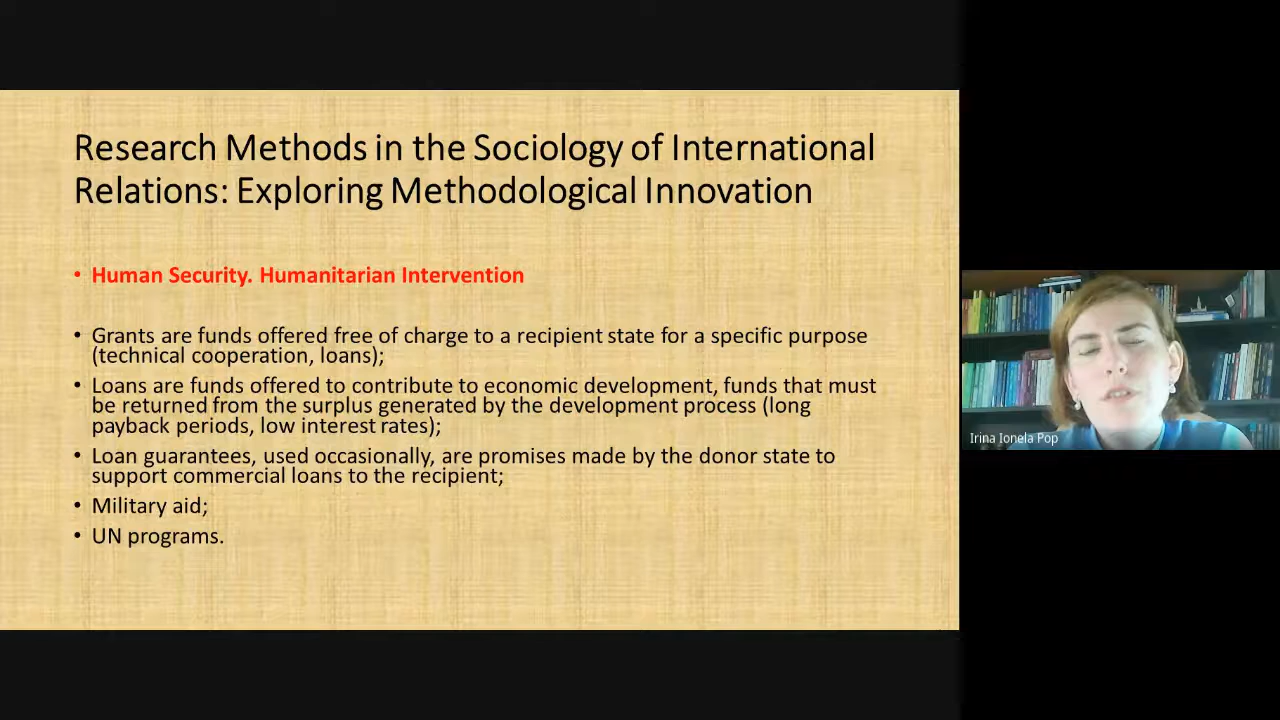 Research Methods in the Sociology of International
Relations: Exploring Methodological Innovation
• Human Security. Humanitarian Intervention
• Grants are funds offered free of charge to a recipient state for a specific purpose
(technical cooperation, loans);
• Loans are funds offered to contribute to economic development, funds that must
be returned from the surplus generated by the development process (long
payback periods, low interest rates);
• Loan guarantees, used occasionally, are promises made by the donor state to
support commercial loans to the recipient;
• Military aid;
• UN programs.
Irina Ionela Pop